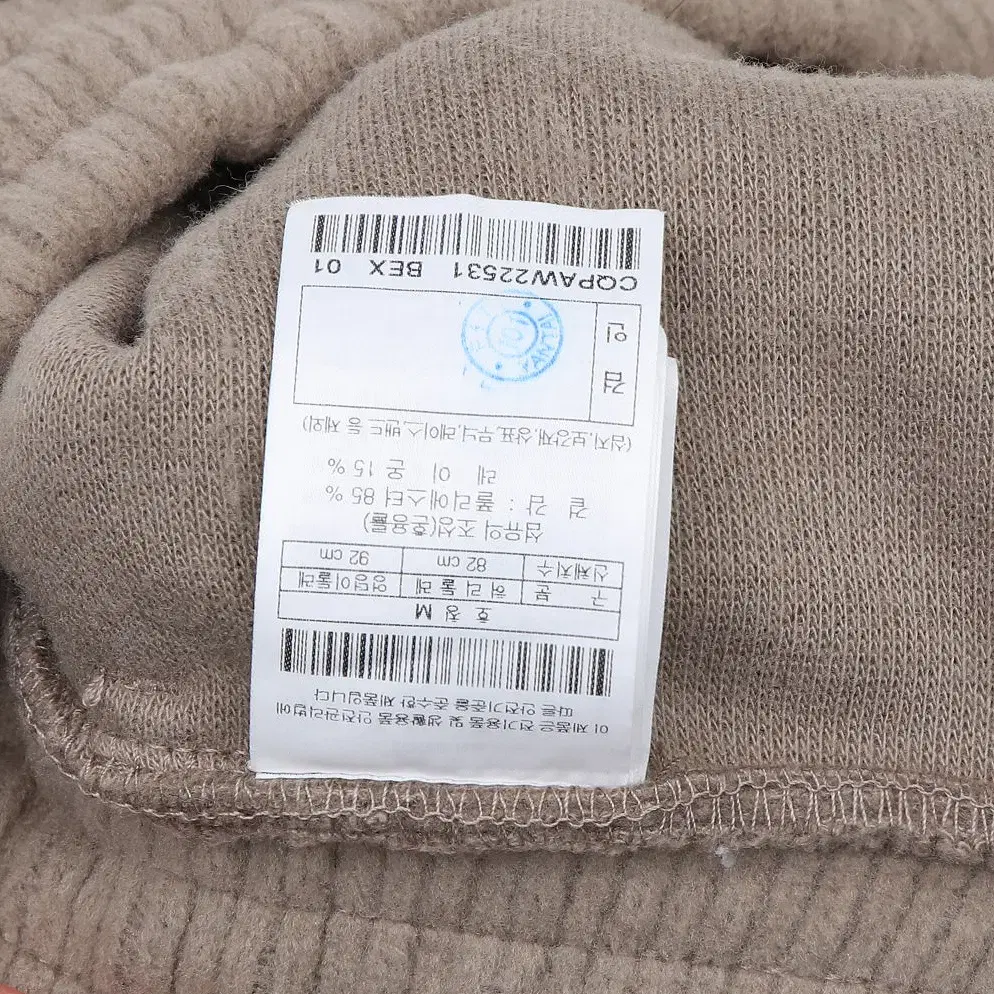 이 제품은 전기용품 및 생활용품 안전관리법에
따른 안전기준을 준수한 제품입니다
호 칭 M
구 분 허리둘레 엉덩이둘레
신체치수 82 cm 92 cm
섬유의 조성(혼용율)
겉 감 : 폴리에스터 85 %
레 이 온 15 %
(심지,보강재,상표,무늬,레이스,밴드 등 제외)
검 인
YANTAI
101
CQPAW22531 BEX 01